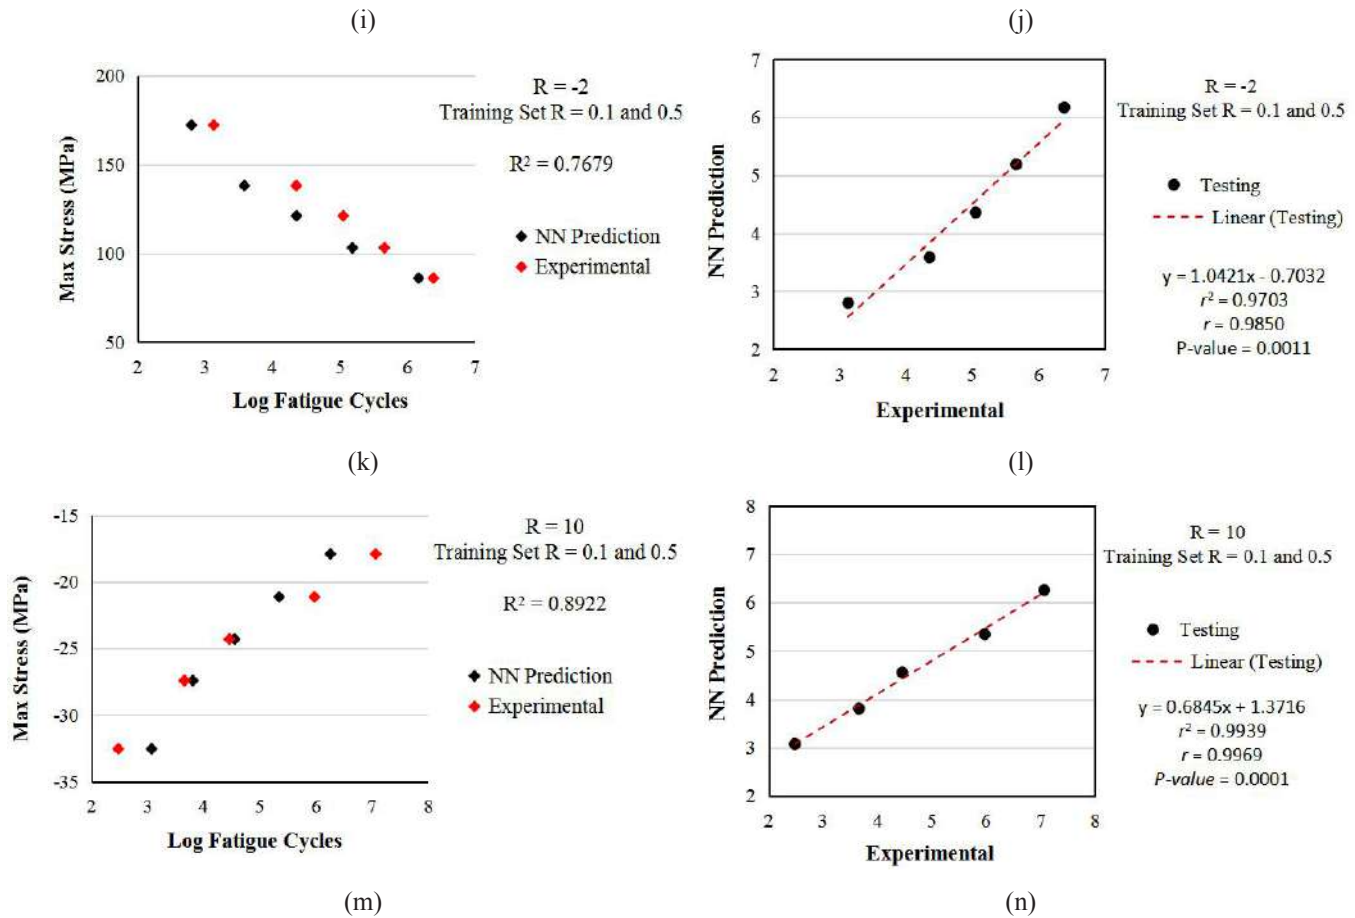 (i)
(j)
200
150
100
50
2 3 4 5 6 7
Max Stress (MPa)
Log Fatigue Cycles
R = -2
Training Set R = 0.1 and 0.5
R² = 0.7679
NN Prediction
Experimental
7
6
5
4
3
2
2 3 4 5 6 7
NN Prediction
Experimental
R = -2
Training Set R = 0.1 and 0.5
Testing
Linear (Testing)
y = 1.0421x - 0.7032
r² = 0.9703
r = 0.9850
P-value = 0.0011
(k)
(l)
-15
-20
-25
-30
-35
2 3 4 5 6 7 8
Max Stress (MPa)
Log Fatigue Cycles
R = 10
Training Set R = 0.1 and 0.5
R² = 0.8922
NN Prediction
Experimental
8
7
6
5
4
3
2
2 3 4 5 6 7 8
NN Prediction
Experimental
R = 10
Training Set R = 0.1 and 0.5
Testing
Linear (Testing)
y = 0.6845x + 1.3716
r² = 0.9939
r = 0.9969
P-value = 0.0001
(m)
(n)